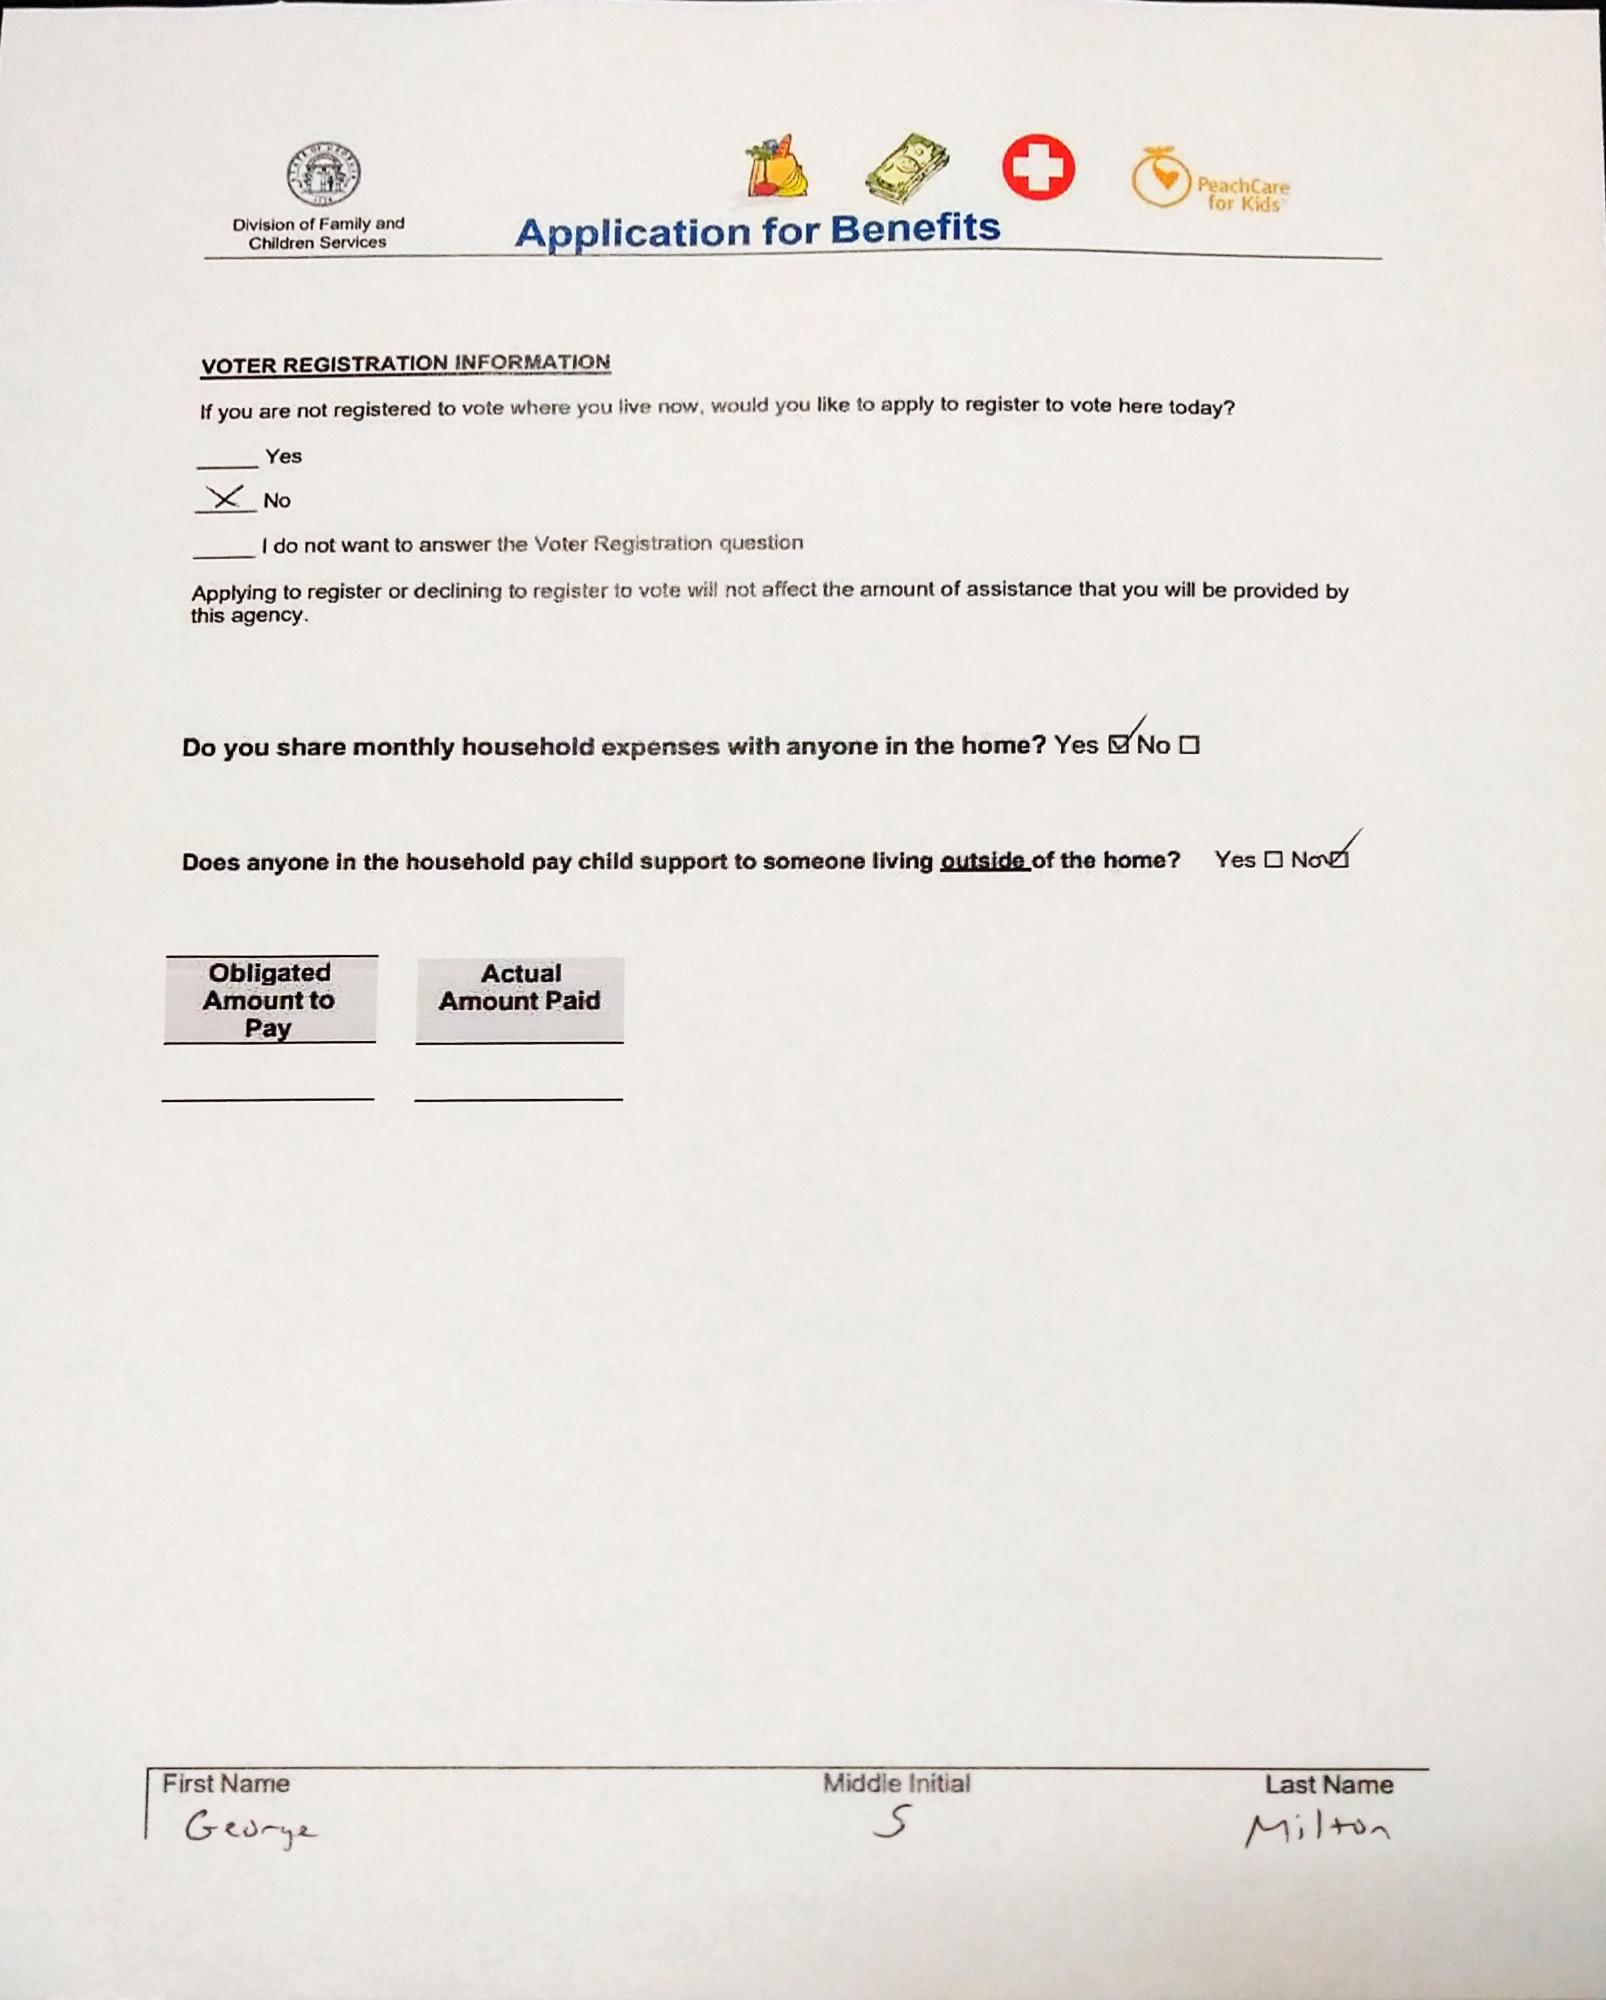 Division of Family and
Children Services
Application for Benefits
PeachCare
for Kids
VOTER REGISTRATION INFORMATION
If you are not registered to vote where you live now, would you like to apply to register to vote here today?
Yes
X No
I do not want to answer the Voter Registration question
Applying to register or declining to register to vote will not affect the amount of assistance that you will be provided by
this agency.
Do you share monthly household expenses with anyone in the home? Yes ☑ No ☐
Does anyone in the household pay child support to someone living outside of the home? Yes ☐ No ☑
Obligated
Amount to
Pay
Actual
Amount Paid
First Name Middle Initial Last Name
George S Milton